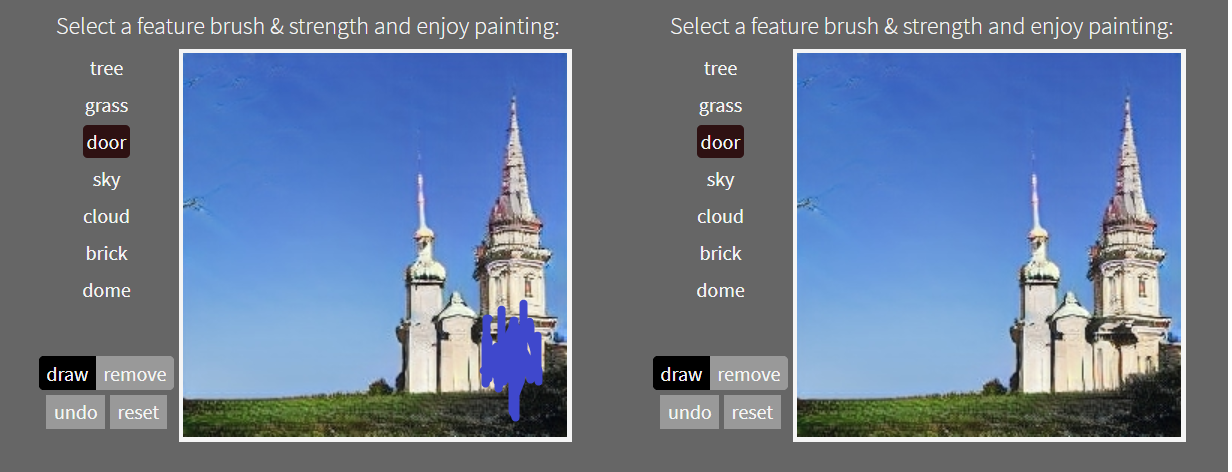 Select a feature brush & strength and enjoy painting:
tree
grass
door
sky
cloud
brick
dome
draw remove
undo reset
Select a feature brush & strength and enjoy painting:
tree
grass
door
sky
cloud
brick
dome
draw remove
undo reset